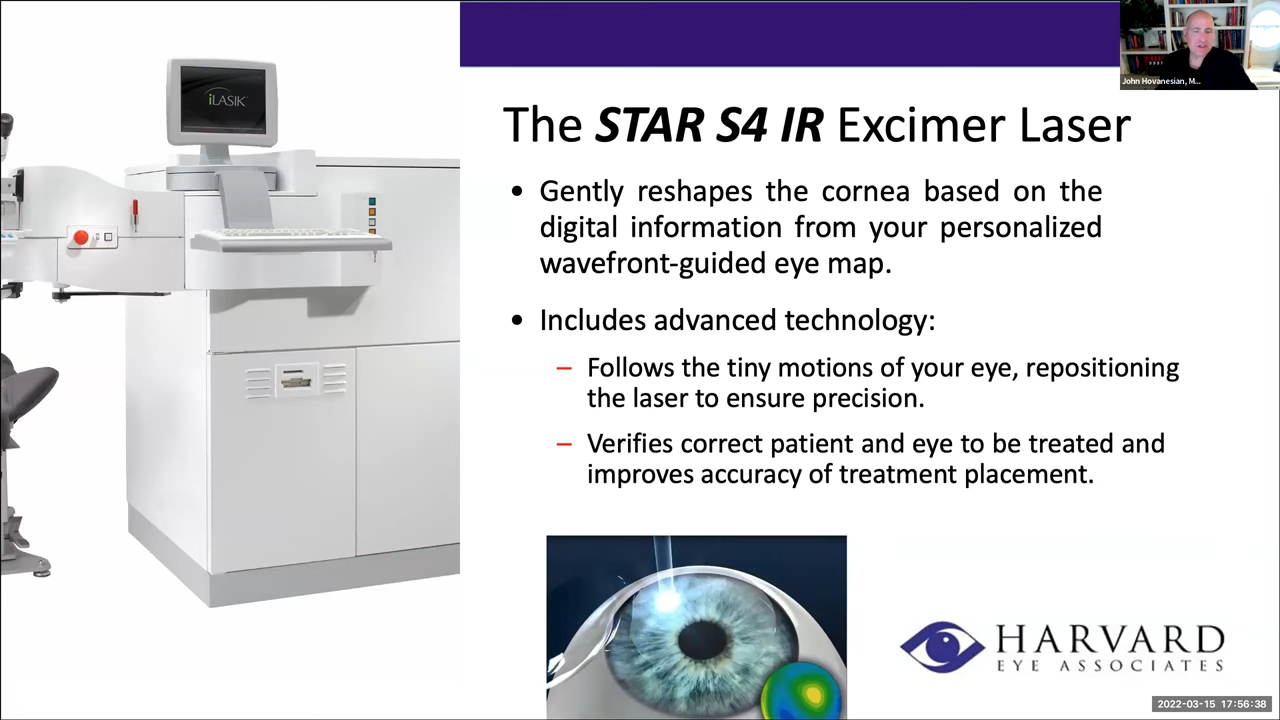 iLASIK
John Hovanesian, M...
The STAR S4 IR Excimer Laser
• Gently reshapes the cornea based on the
digital information from your personalized
wavefront-guided eye map.
• Includes advanced technology:
– Follows the tiny motions of your eye, repositioning
the laser to ensure precision.
– Verifies correct patient and eye to be treated and
improves accuracy of treatment placement.
HARVARD
EYE ASSOCIATES
2022-03-15 17:56:38